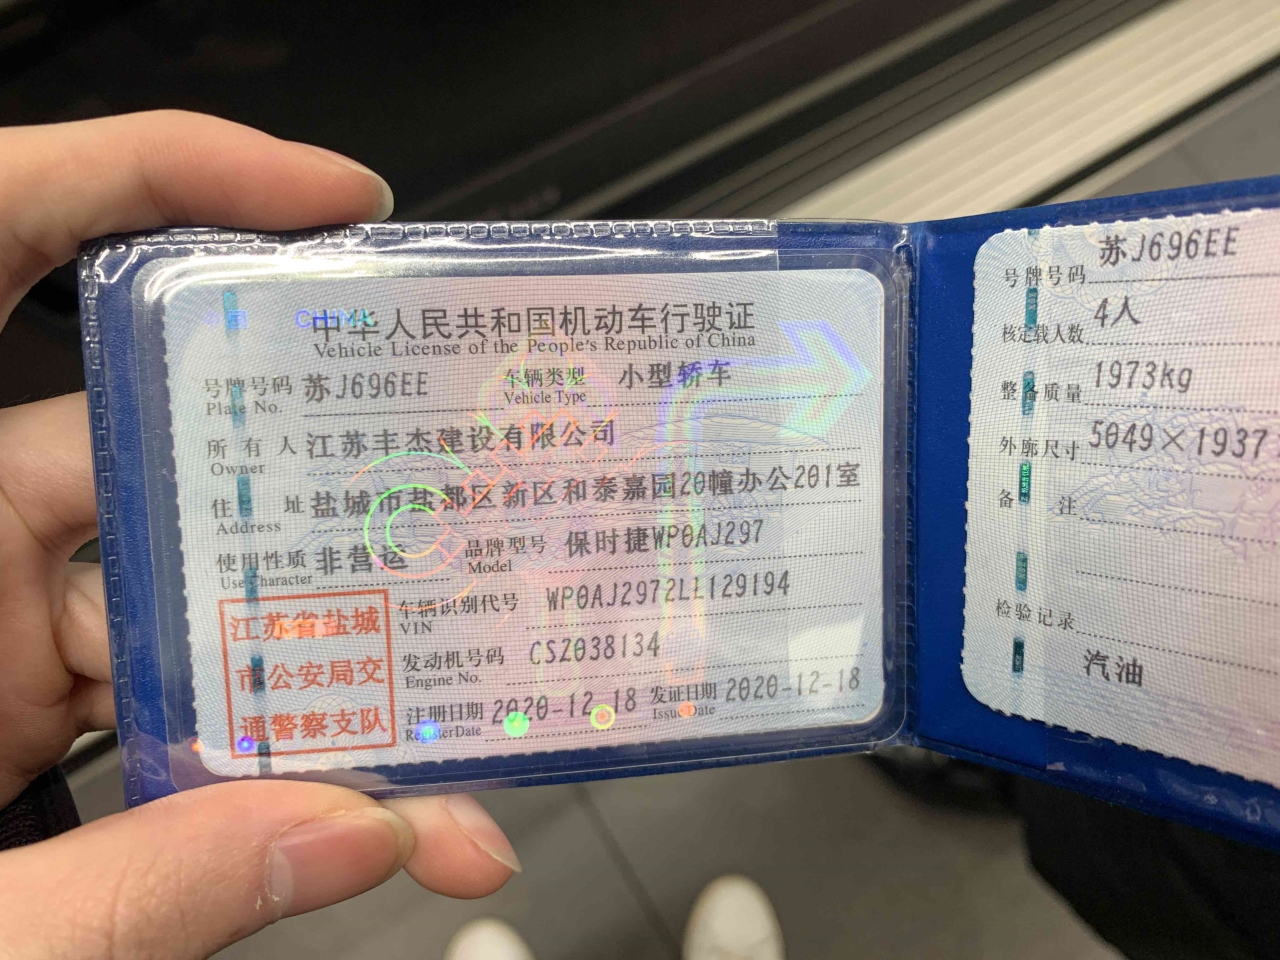 中国 CHINA
中华人民共和国机动车行驶证
Vehicle License of the People's Republic of China
号牌号码 苏J696EE 车辆类型 小型轿车
Plate No. Vehicle Type
所有人 江苏丰杰建设有限公司
Owner
住址 盐城市盐都区新区和泰嘉园20幢办公201室
Address
使用性质 非营运 品牌型号 保时捷WP0AJ297
Use Character Model
江苏省盐城
市公安局交
通警察支队
车辆识别代号 WP0AJ2972LL129194
VIN
发动机号码 CSZ038134
Engine No.
注册日期 2020-12-18 发证日期 2020-12-18
Register Date Issue Date
号牌号码 苏J696EE
核定载人数 4人
整备质量 1973kg
外廓尺寸 5049×1937
备注
检验记录
汽油